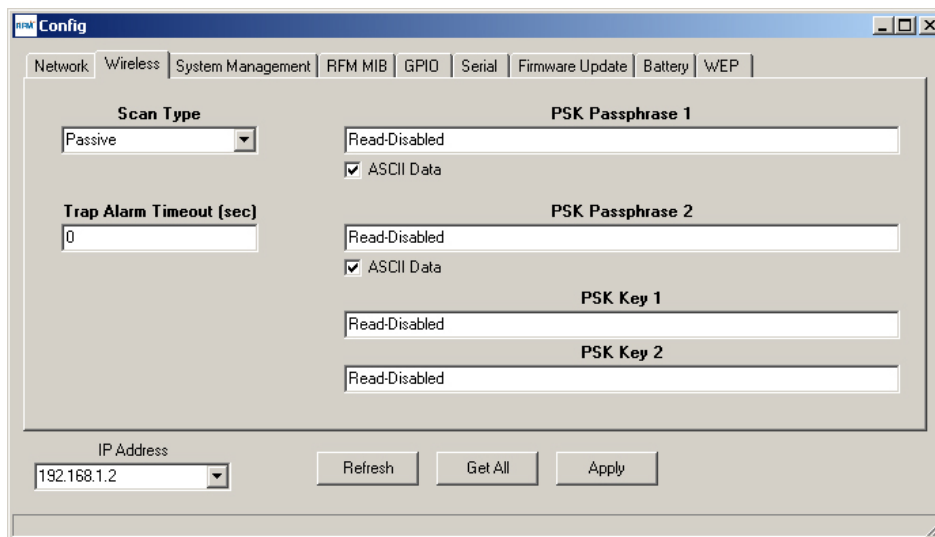 RFM Config
Network Wireless System Management RFM MIB GPIO Serial Firmware Update Battery WEP
Scan Type
Passive
Trap Alarm Timeout (sec)
0
PSK Passphrase 1
Read-Disabled
ASCII Data
PSK Passphrase 2
Read-Disabled
ASCII Data
PSK Key 1
Read-Disabled
PSK Key 2
Read-Disabled
IP Address
192.168.1.2
Refresh Get All Apply